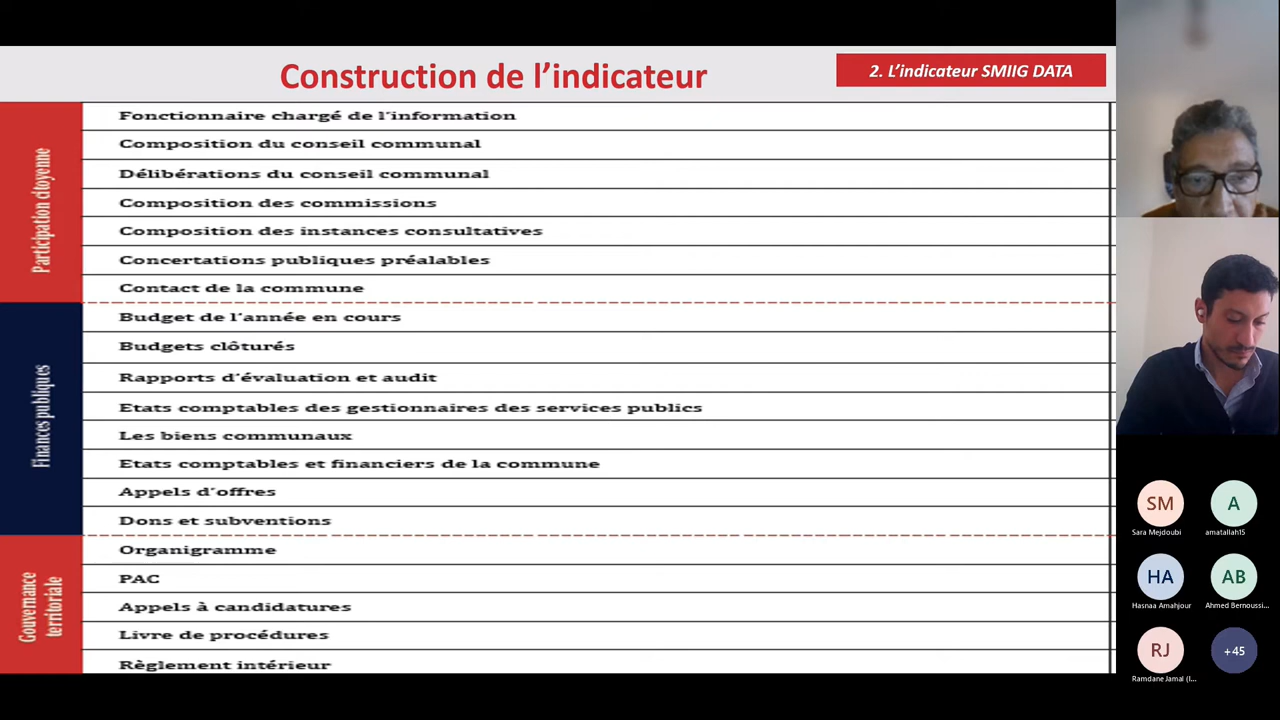 Construction de l'indicateur
2. L'indicateur SMIIG DATA
Participation citoyenne
Fonctionnaire chargé de l'information
Composition du conseil communal
Délibérations du conseil communal
Composition des commissions
Composition des instances consultatives
Concertations publiques préalables
Contact de la commune
Finances publiques
Budget de l'année en cours
Budgets clôturés
Rapports d'évaluation et audit
Etats comptables des gestionnaires des services publics
Les biens communaux
Etats comptables et financiers de la commune
Appels d'offres
Dons et subventions
Gouvernance
territoriale
Organigramme
PAC
Appels à candidatures
Livre de procédures
Règlement intérieur
SM
Sara Mejdoubi
A
amatallah15
HA
Hasnaa Amahjour
AB
Ahmed Bernoussi...
RJ
Ramdane Jamal (I...
+45